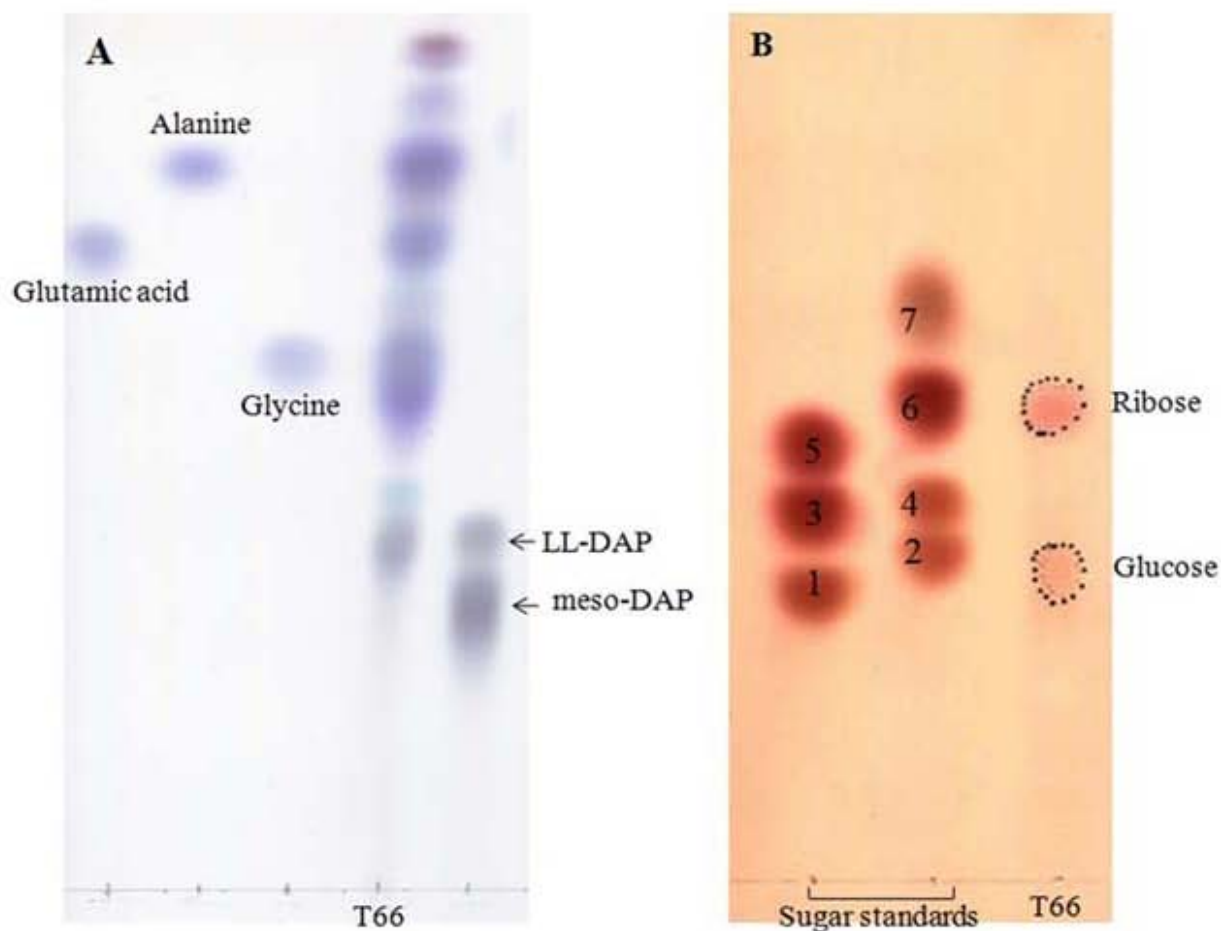 A
Alanine
Glutamic acid
Glycine
LL-DAP
meso-DAP
T66
B
7
6
5
4
3
2
1
Ribose
Glucose
Sugar standards
T66